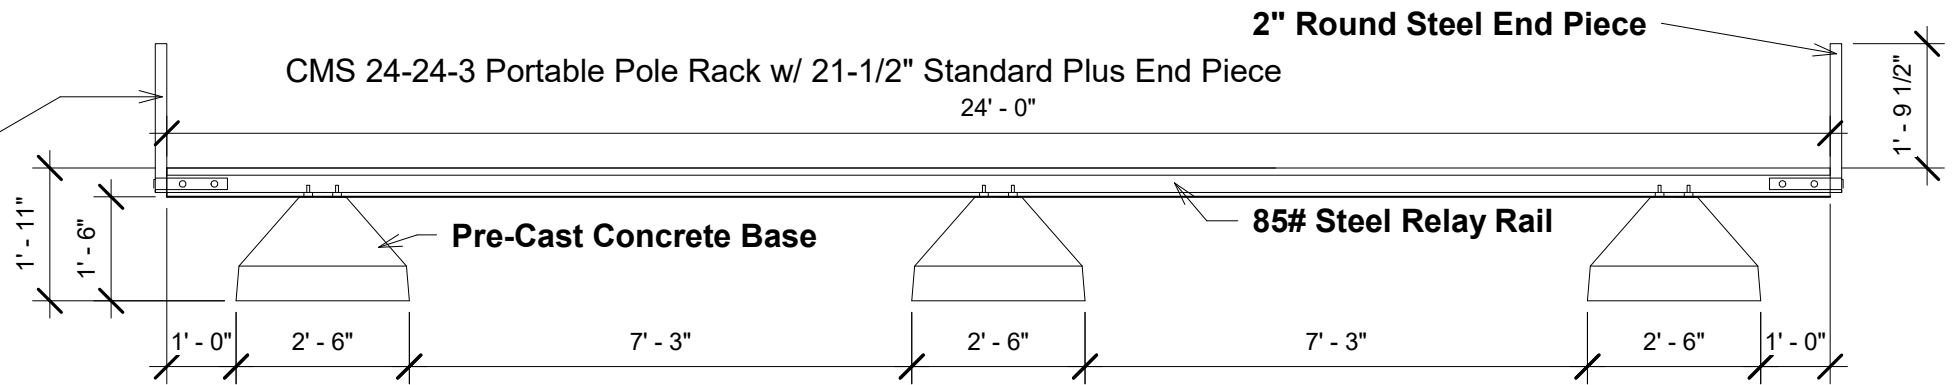 2" Round Steel End Piece
CMS 24-24-3 Portable Pole Rack w/ 21-1/2" Standard Plus End Piece
24' - 0"
1' - 9 1/2"
1' - 11"
1' - 6"
Pre-Cast Concrete Base
85# Steel Relay Rail
1' - 0"
2' - 6"
7' - 3"
2' - 6"
7' - 3"
2' - 6"
1' - 0"